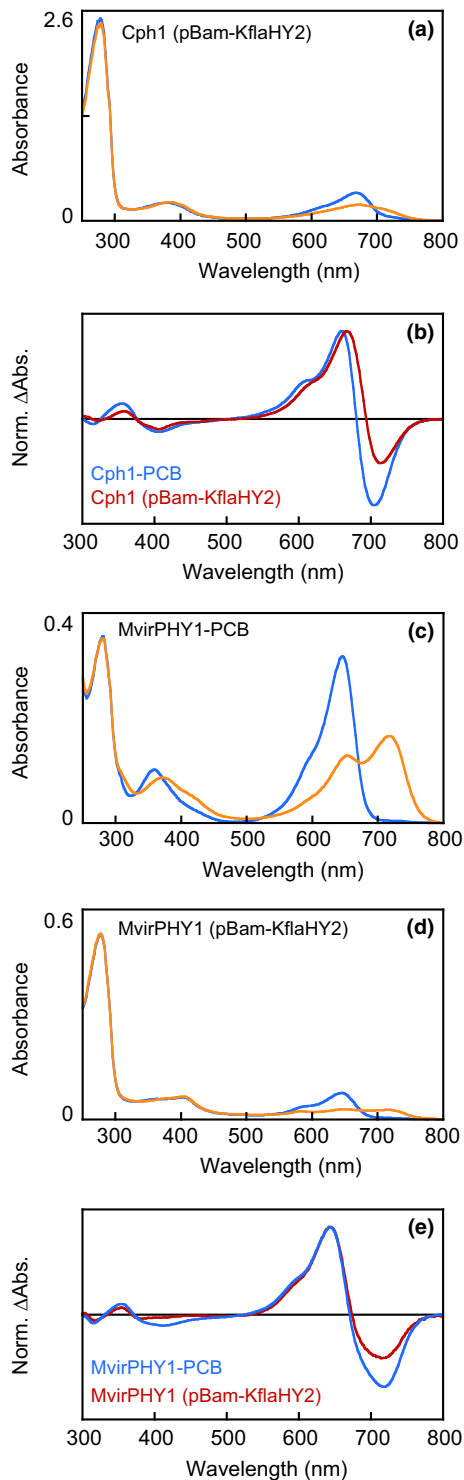 2.6
Cph1 (pBam-KflaHY2)
(a)
Absorbance
0
300 400 500 600 700 800
Wavelength (nm)
(b)
Norm. ΔAbs.
Cph1-PCB
Cph1 (pBam-KflaHY2)
300 400 500 600 700 800
Wavelength (nm)
0.4
MvirPHY1-PCB
(c)
Absorbance
0
300 400 500 600 700 800
Wavelength (nm)
0.6
MvirPHY1 (pBam-KflaHY2)
(d)
Absorbance
0
300 400 500 600 700 800
Wavelength (nm)
(e)
Norm. ΔAbs.
MvirPHY1-PCB
MvirPHY1 (pBam-KflaHY2)
300 400 500 600 700 800
Wavelength (nm)